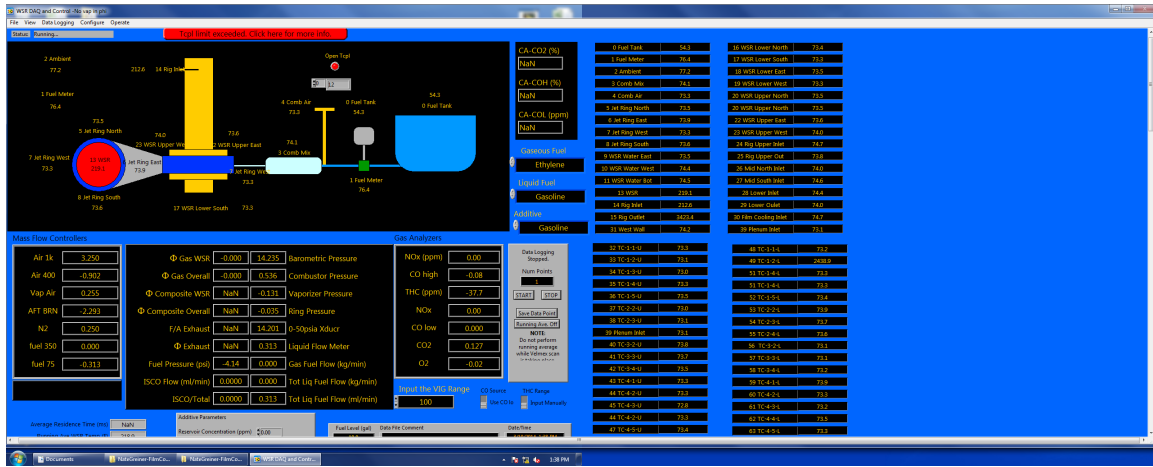 WSR DAQ and Control -No vap in phi
File View Data Logging Configure Operate
Status Running...
Tcpl limit exceeded. Click here for more info.
2 Ambient
77.2
212.6 14 Rig Inlet
Open Tcpl
0 12
1 Fuel Meter
76.4
4 Comb Air
73.3
0 Fuel Tank
54.3
54.3
0 Fuel Tank
73.5
5 Jet Ring North
74.0
23 WSR Upper We
73.6
2 WSR Upper East
74.1
3 Comb Mix
7 Jet Ring West
73.3
13 WSR
219.1
Jet Ring East
73.9
7 Jet Ring We
73.3
1 Fuel Meter
76.4
8 Jet Ring South
73.6
17 WSR Lower South 73.3
CA-CO2 (%)
NaN
CA-COH (%)
NaN
CA-COL (ppm)
NaN
Gaseous Fuel
Ethylene
Liquid Fuel
Gasoline
Additive
Gasoline
0 Fuel Tank 54.3
1 Fuel Meter 76.4
2 Ambient 77.2
3 Comb Mix 74.1
4 Comb Air 73.3
5 Jet Ring North 73.5
6 Jet Ring East 73.9
7 Jet Ring West 73.3
8 Jet Ring South 73.6
9 WSR Water East 73.5
10 WSR Water West 74.4
11 WSR Water Bot 74.5
13 WSR 219.1
14 Rig Inlet 212.6
15 Rig Outlet 3423.4
31 West Wall 74.2
16 WSR Lower North 73.4
17 WSR Lower South 73.3
18 WSR Lower East 73.5
19 WSR Lower West 73.3
20 WSR Upper North 73.5
20 WSR Upper North 73.5
22 WSR Upper East 73.6
23 WSR Upper West 74.0
24 Rig Upper Inlet 74.7
25 Rig Upper Out 73.8
26 Mid North Inlet 74.0
27 Mid South Inlet 74.6
28 Lower Inlet 74.4
29 Lower Oulet 74.0
30 Film Cooling Inlet 74.7
39 Plenum Inlet 73.1
Mass Flow Controllers
Air 1k 3.250
Air 400 -0.902
Vap Air 0.255
AFT BRN -2.293
N2 0.250
fuel 350 0.000
fuel 75 -0.313
Φ Gas WSR -0.000 14.235 Barometric Pressure
Φ Gas Overall -0.000 0.536 Combustor Pressure
Φ Composite WSR NaN -0.131 Vaporizer Pressure
Φ Composite Overall NaN -0.035 Ring Pressure
F/A Exhaust NaN 14.201 0-50psia Xducr
Φ Exhaust NaN 0.313 Liquid Flow Meter
Fuel Pressure (psi) -4.14 0.000 Gas Fuel Flow (kg/min)
ISCO Flow (ml/min) 0.0000 0.000 Tot Liq Fuel Flow (kg/min)
ISCO/Total 0.0000 0.313 Tot Liq Fuel Flow (ml/min)
Gas Analyzers
NOx (ppm) 0.00
CO high -0.08
THC (ppm) -37.7
NOx 0.00
CO low 0.000
CO2 0.127
O2 -0.02
Data Logging
Stopped.
Num Points
1
START STOP
Save Data Point
Running Ave. Off
NOTE:
Do not perform
running average
while Velmex scan
Input the VIG Range
100
CO Source
Use CO lo
THC Range
Input Manually
32 TC-1-1-U 73.3
33 TC-1-2-U 73.1
34 TC-1-3-U 73.0
35 TC-1-4-U 73.3
36 TC-1-5-U 73.5
37 TC-2-2-U 73.0
38 TC-2-3-U 73.1
39 Plenum Inlet 73.1
40 TC-3-2-U 73.8
41 TC-3-3-U 73.7
42 TC-3-4-U 73.5
43 TC-4-1-U 73.3
44 TC-4-2-U 73.3
45 TC-4-3-U 72.8
44 TC-4-2-U 73.3
47 TC-4-5-U 73.4
48 TC-1-1-L 73.2
49 TC-1-2-L 2438.9
51 TC-1-4-L 73.3
51 TC-1-4-L 73.3
52 TC-1-5-L 73.4
53 TC-2-2-L 73.9
54 TC-2-3-L 73.7
55 TC-2-4-L 73.6
56 TC-3-2-L 73.1
57 TC-3-3-L 73.1
58 TC-3-4-L 73.2
59 TC-4-1-L 73.9
60 TC-4-2-L 73.3
61 TC-4-3-L 73.2
62 TC-4-4-L 73.5
63 TC-4-5-L 73.3
Average Residence Time (ms) NaN
Additive Parameters
Reservoir Concentration (ppm) 0.00
Fuel Level (gal) Data File Comment Date/Time
Documents NateGreiner-FilmCo... NateGreiner-FilmCo... WSR DAQ and Contr... 1:38 PM